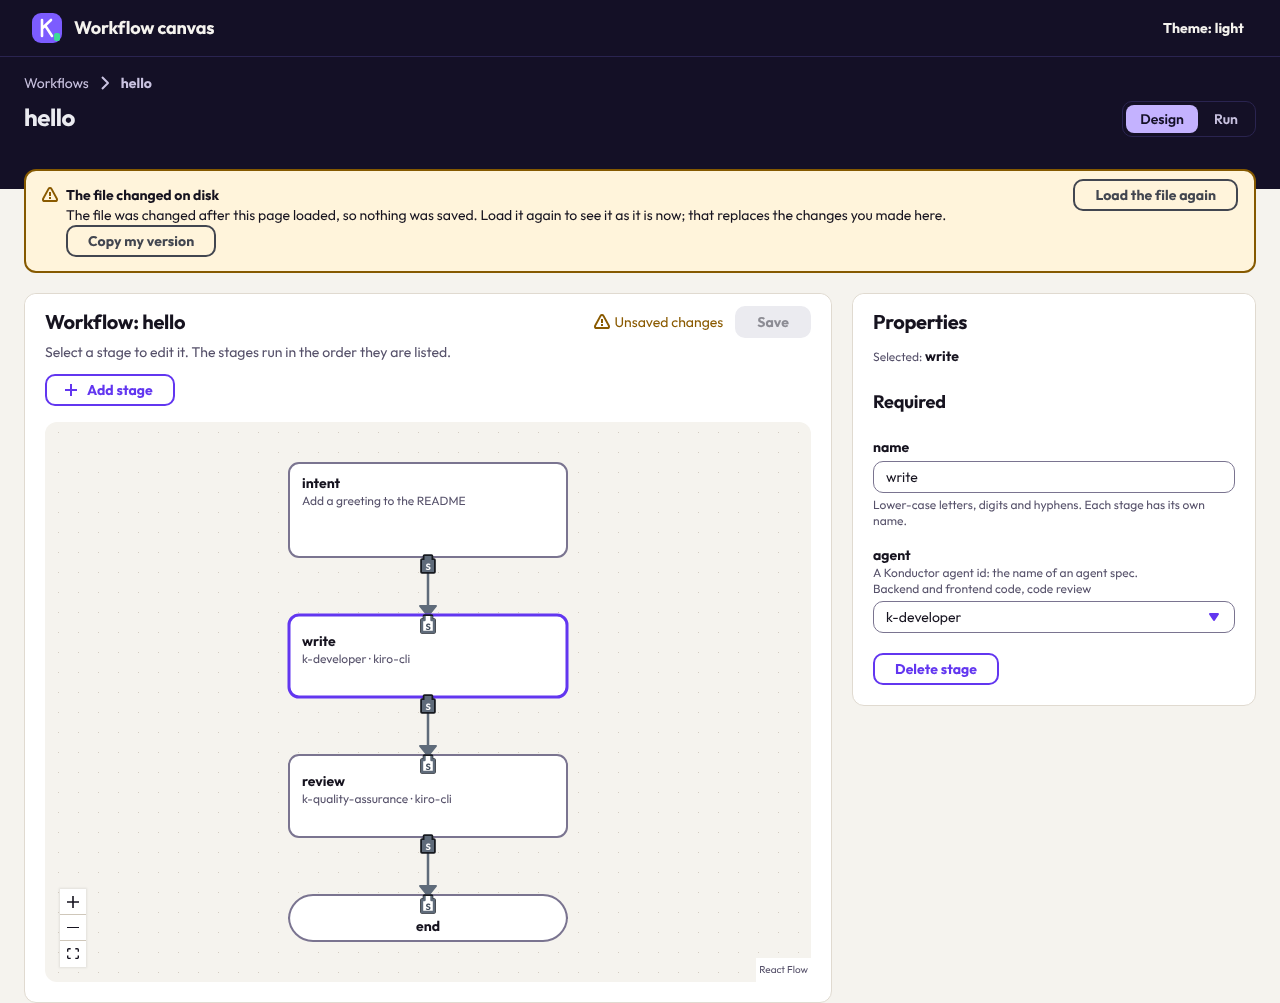 K
Workflow canvas
Theme: light
Workflows
hello
hello
Design
Run
The file changed on disk
Load the file again
The file was changed after this page loaded, so nothing was saved. Load it again to see it as it is now; that replaces the changes you made here.
Copy my version
Workflow: hello
Unsaved changes
Save
Select a stage to edit it. The stages run in the order they are listed.
Add stage
intent
Add a greeting to the README
s
s
write
k-developer · kiro-cli
s
s
review
k-quality-assurance · kiro-cli
s
s
end
React Flow
Properties
Selected: write
Required
name
write
Lower-case letters, digits and hyphens. Each stage has its own
name.
agent
A Konductor agent id: the name of an agent spec.
Backend and frontend code, code review
k-developer
Delete stage